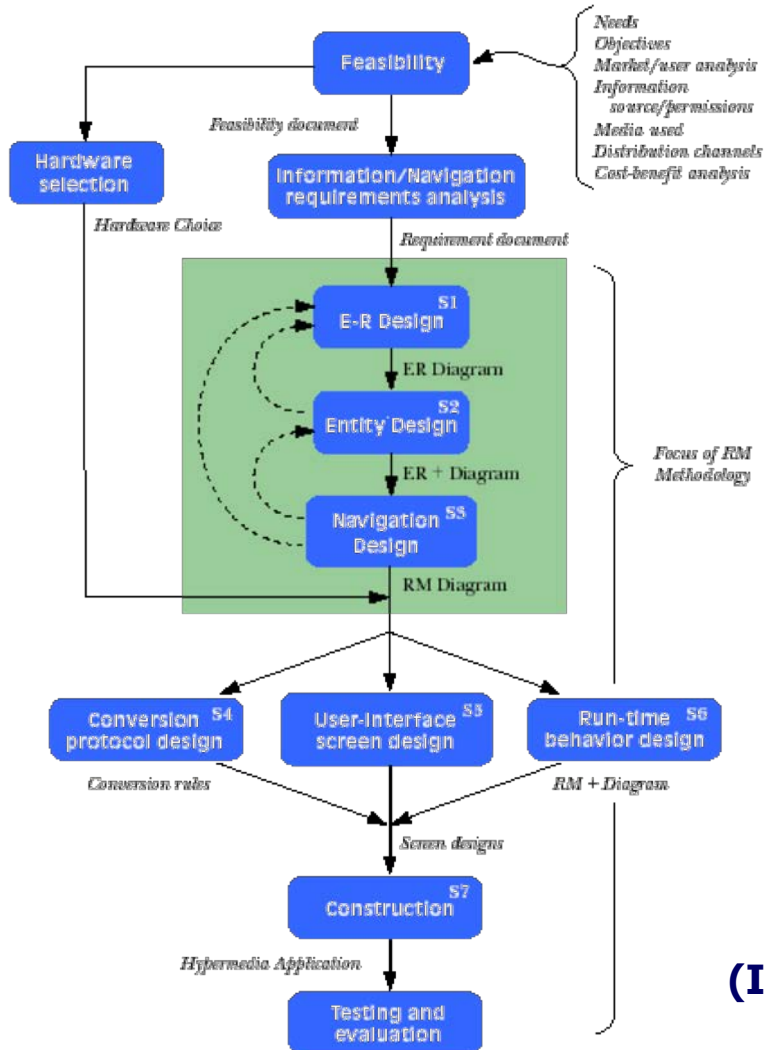 Needs
Objectives
Market/user analysis
Information
source/permissions
Media used
Distribution channels
Cost-benefit analysis
Feasibility
Feasibility document
Hardware
selection
Information/Navigation
requirements analysis
Hardware Choice
Requirement document
S1
E-R Design
ER Diagram
S2
Entity Design
ER + Diagram
Focus of RM
Methodology
S3
Navigation
Design
RM Diagram
S4
Conversion
protocol design
S5
User-Interface
screen design
S6
Run-time
behavior design
Conversion rules
RM + Diagram
Screen designs
S7
Construction
Hypermedia Application
Testing and
evaluation
(I